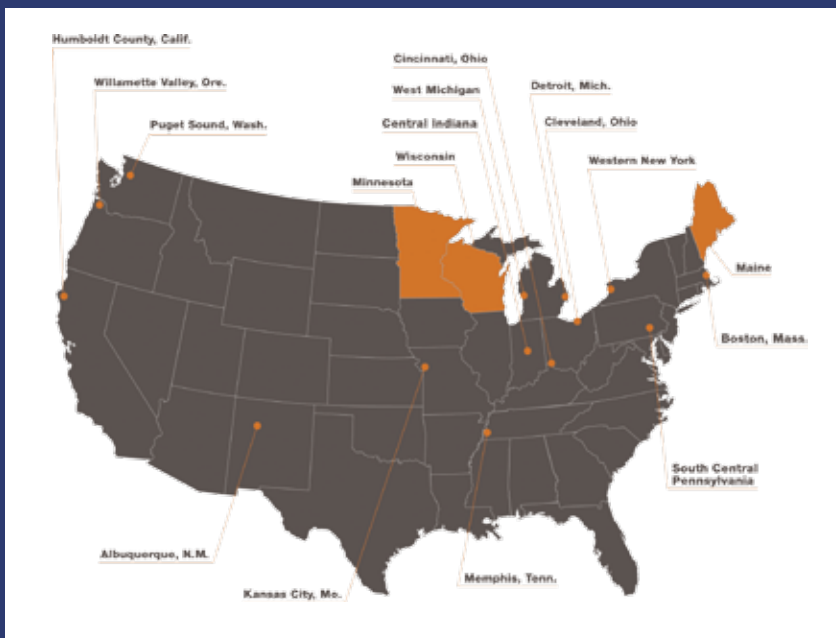 Humboldt County, Calif.
Cincinnati, Ohio
Willamette Valley, Ore.
West Michigan
Detroit, Mich.
Puget Sound, Wash.
Central Indiana
Cleveland, Ohio
Wisconsin
Western New York
Minnesota
Maine
Boston, Mass.
South Central
Pennsylvania
Albuquerque, N.M.
Kansas City, Mo.
Memphis, Tenn.